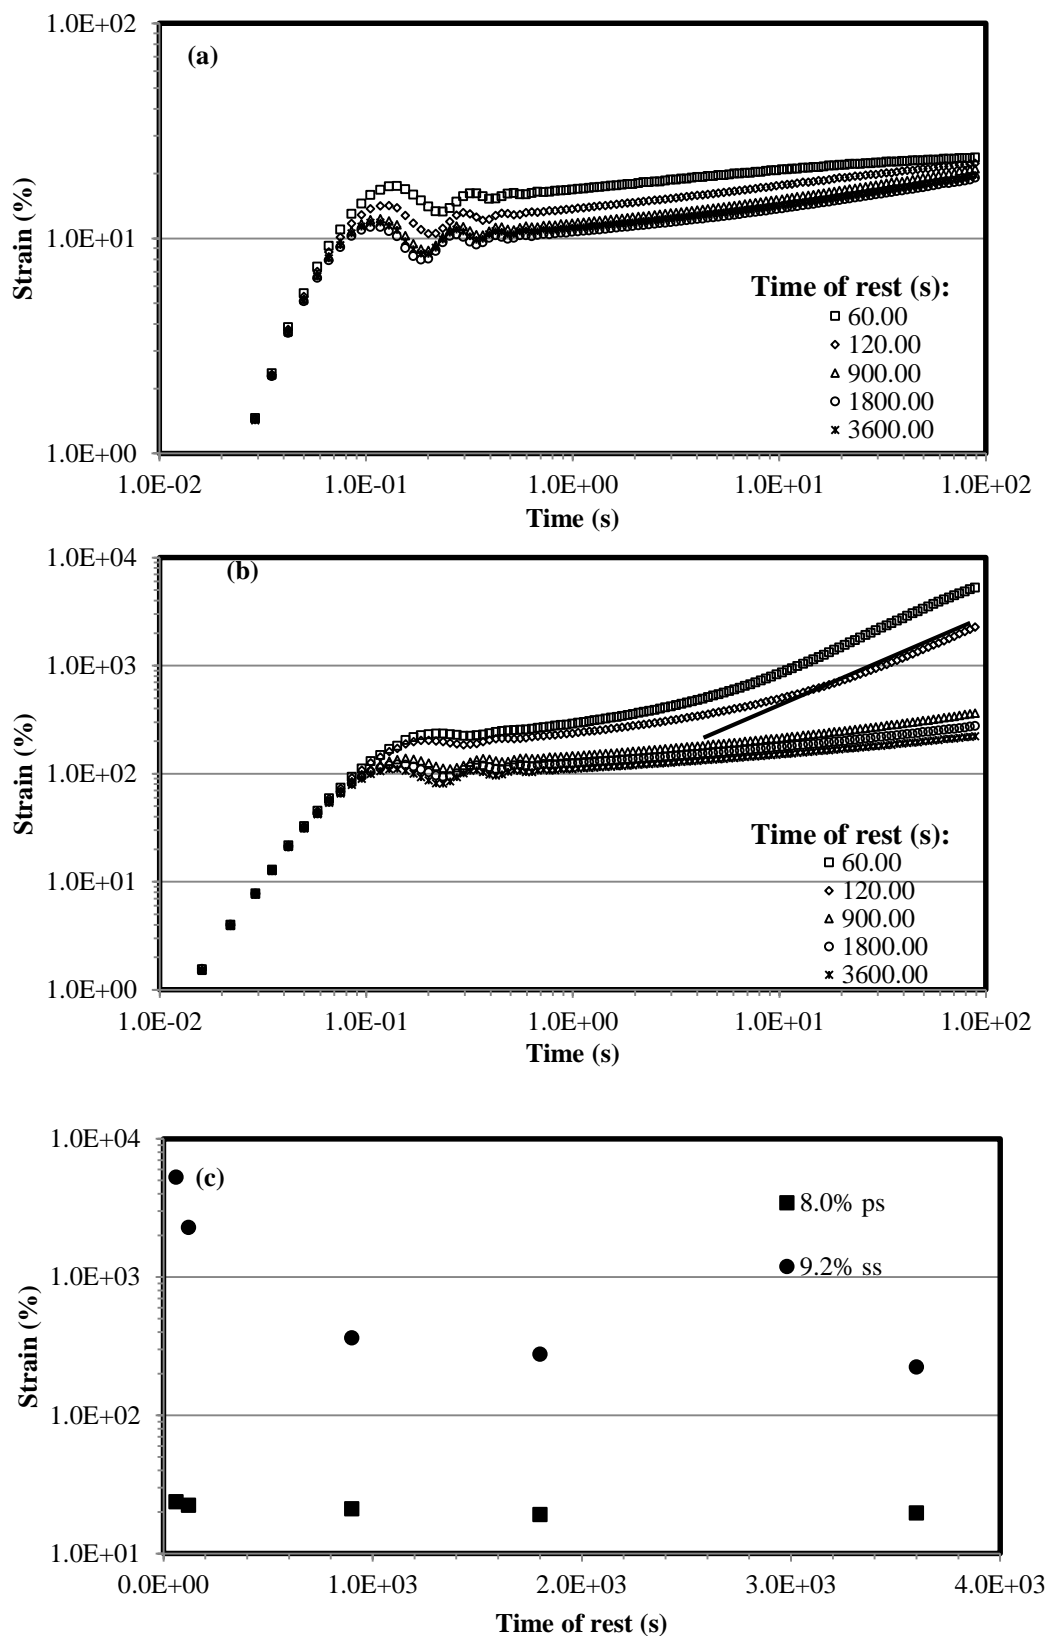 1.0E+02
(a)
1.0E+01
1.0E+00
Strain (%)
Time of rest (s):
60.00
120.00
900.00
1800.00
3600.00
1.0E-02 1.0E-01 1.0E+00 1.0E+01 1.0E+02
Time (s)
1.0E+04
(b)
1.0E+03
1.0E+02
1.0E+01
1.0E+00
Strain (%)
Time of rest (s):
60.00
120.00
900.00
1800.00
3600.00
1.0E-02 1.0E-01 1.0E+00 1.0E+01 1.0E+02
Time (s)
1.0E+04
(c)
1.0E+03
1.0E+02
1.0E+01
Strain (%)
8.0% ps
9.2% ss
0.0E+00 1.0E+03 2.0E+03 3.0E+03 4.0E+03
Time of rest (s)